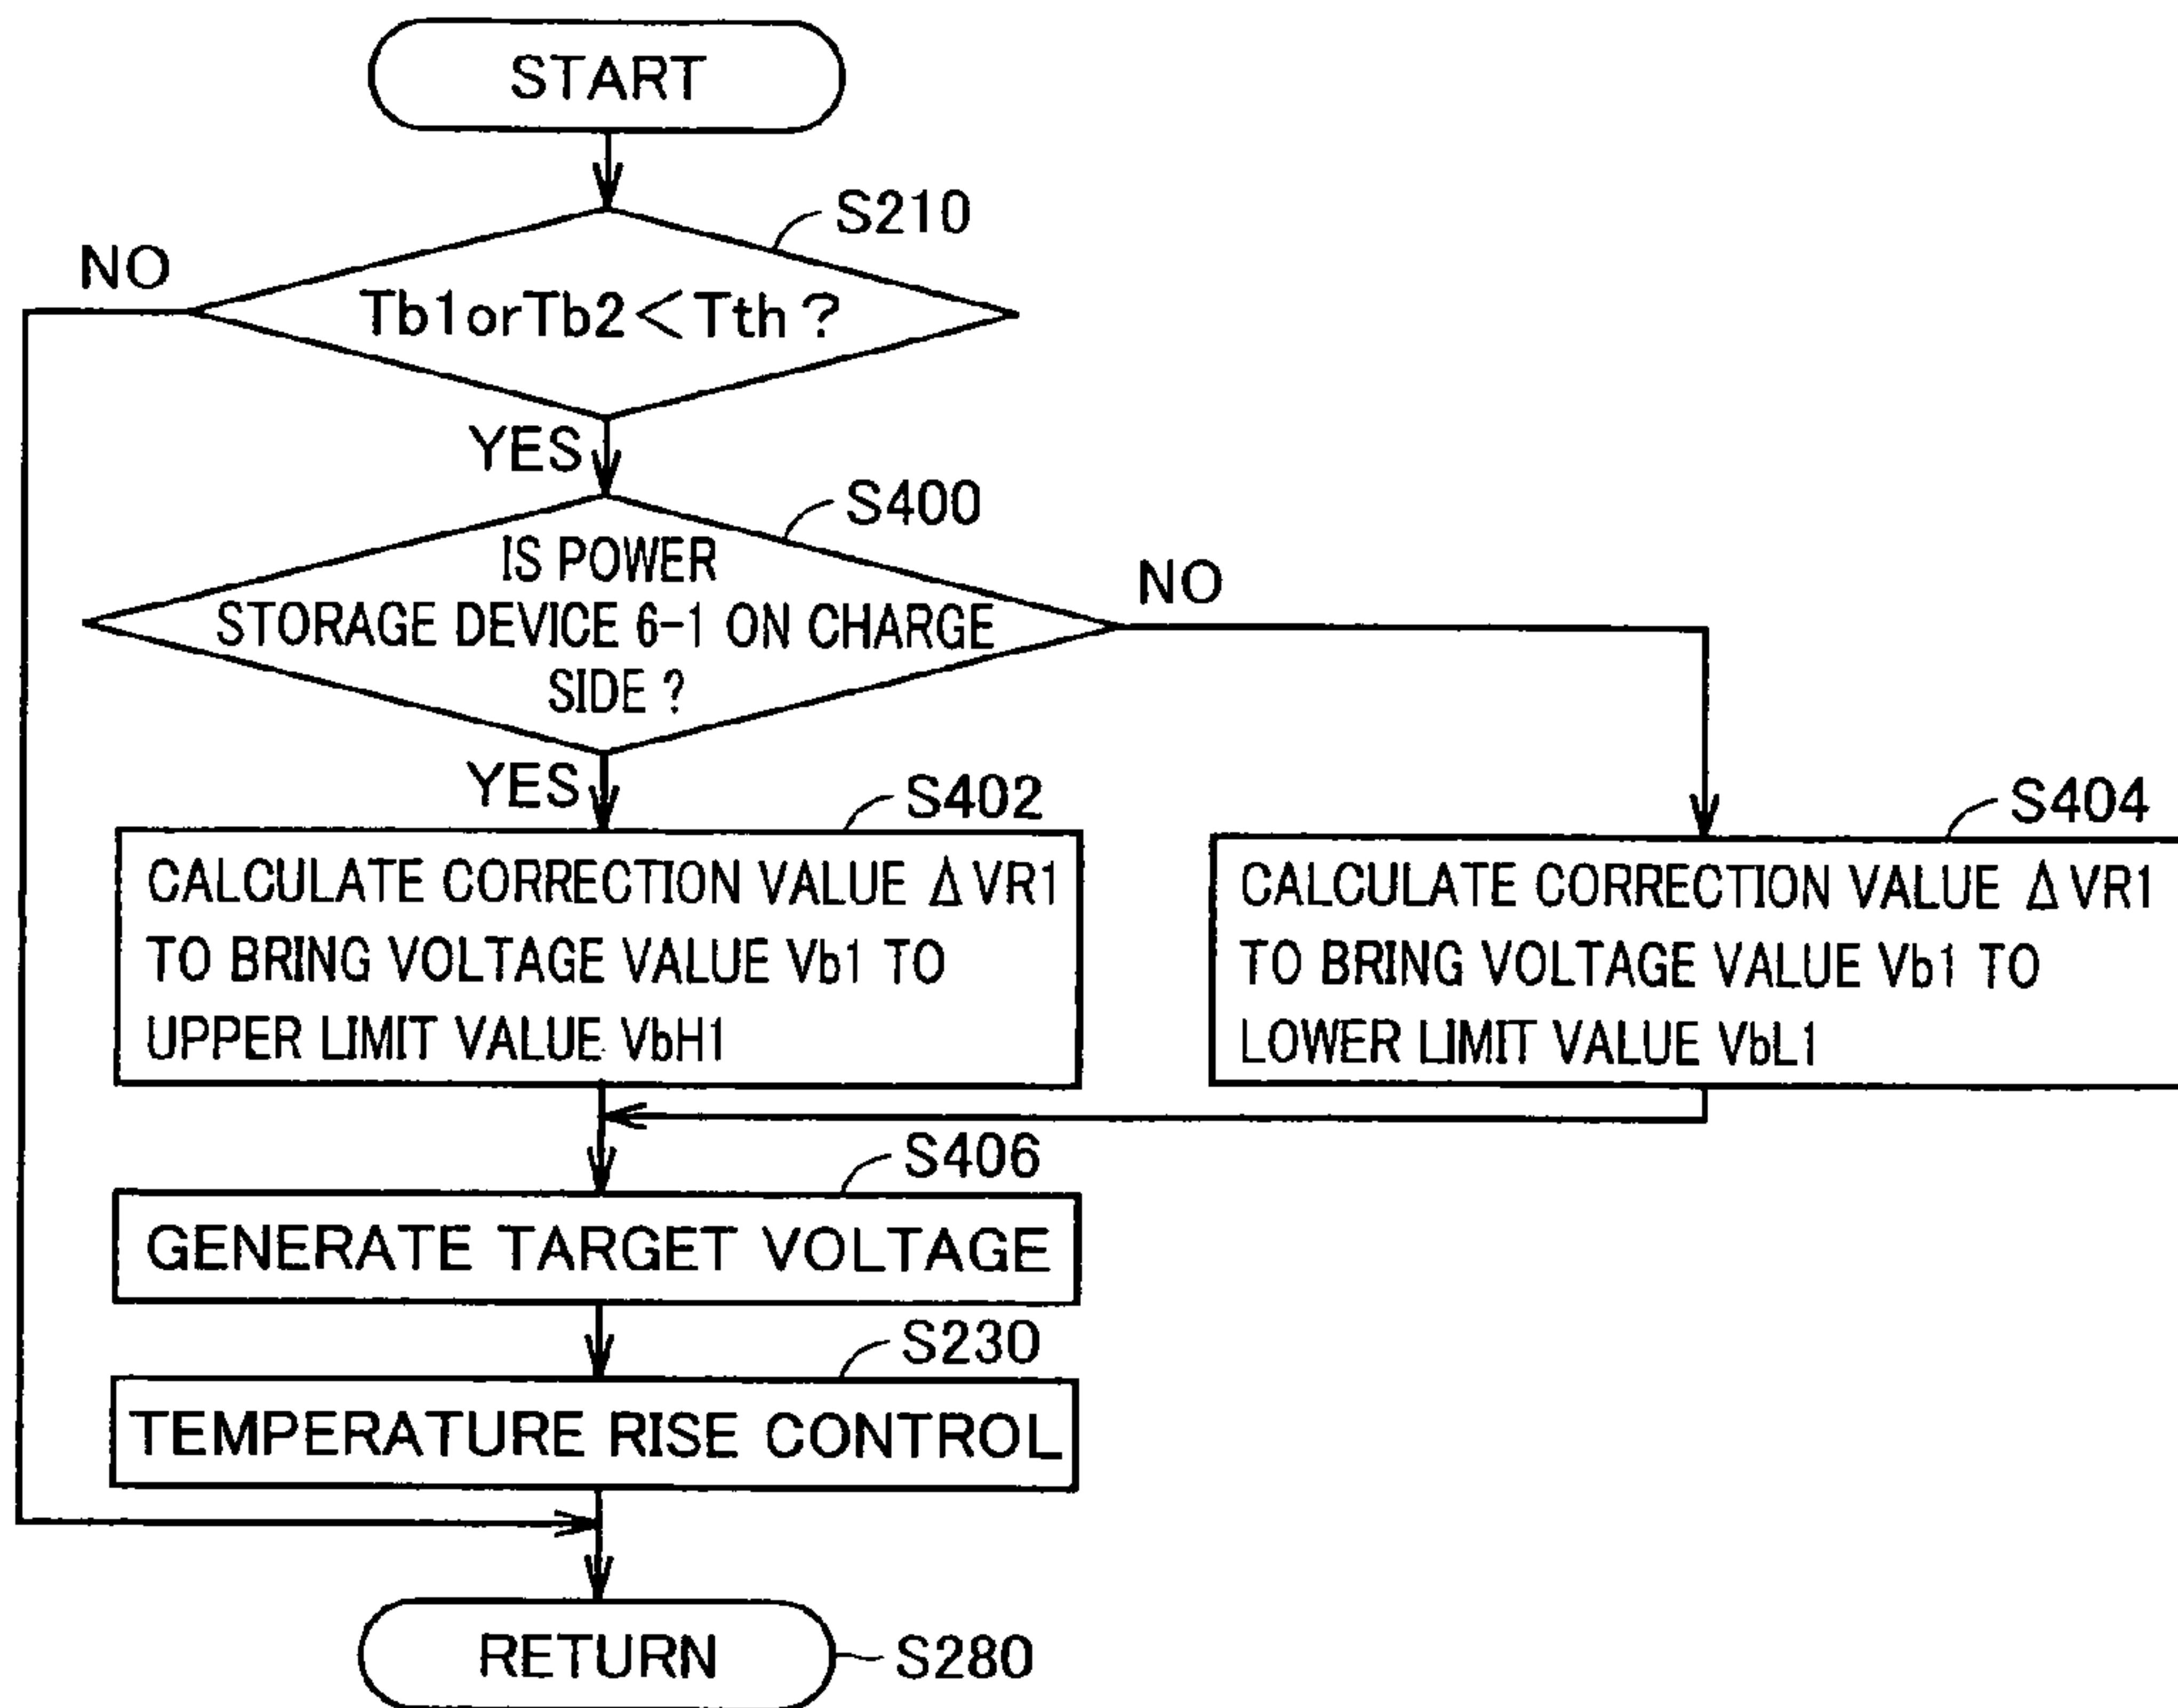 START
S210
NO
Tb1orTb2<Tth?
YES
S400
IS POWER
STORAGE DEVICE 6-1 ON CHARGE
SIDE?
NO
YES
S402
CALCULATE CORRECTION VALUE ΔVR1
TO BRING VOLTAGE VALUE Vb1 TO
UPPER LIMIT VALUE VbH1
S404
CALCULATE CORRECTION VALUE ΔVR1
TO BRING VOLTAGE VALUE Vb1 TO
LOWER LIMIT VALUE VbL1
S406
GENERATE TARGET VOLTAGE
S230
TEMPERATURE RISE CONTROL
RETURN
S280